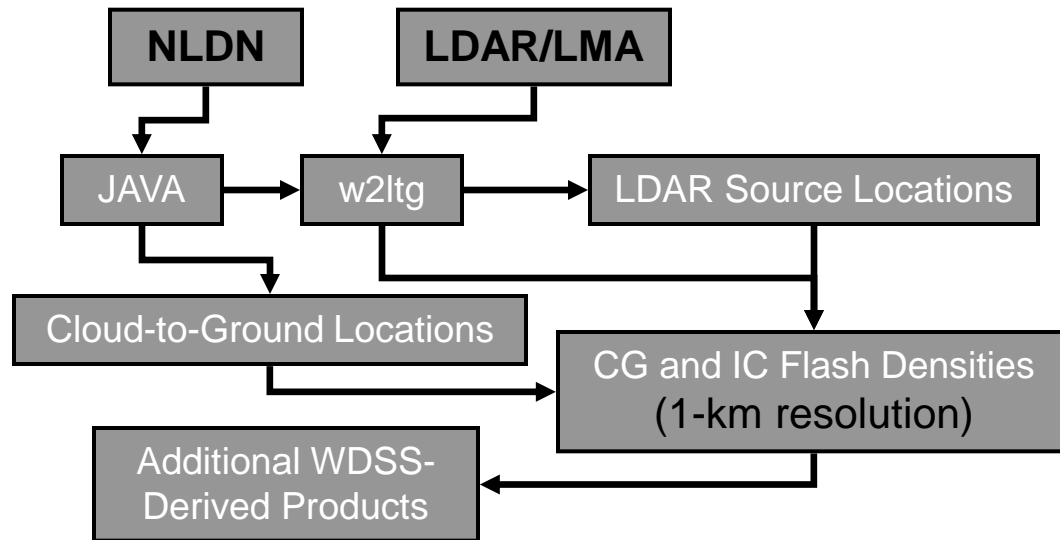 NLDN
LDAR/LMA
JAVA
w2ltg
LDAR Source Locations
Cloud-to-Ground Locations
CG and IC Flash Densities
(1-km resolution)
Additional WDSS-
Derived Products